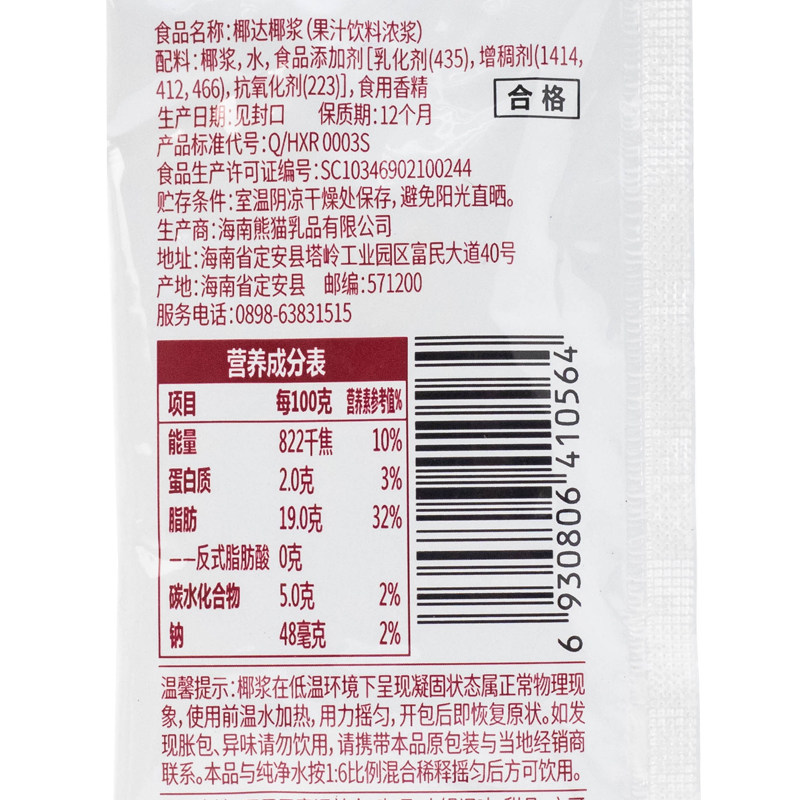 食品名称:椰达椰浆(果汁饮料浓浆)
配料:椰浆,水,食品添加剂[乳化剂(435),增稠剂(1414,
412,466),抗氧化剂(223)],食用香精
合格
生产日期:见封口 保质期:12个月
产品标准代号:Q/HXR 0003S
食品生产许可证编号:SC10346902100244
贮存条件:室温阴凉干燥处保存,避免阳光直晒。
生产商:海南熊猫乳品有限公司
地址:海南省定安县塔岭工业园区富民大道40号
产地:海南省定安县 邮编:571200
服务电话:0898-63831515
营养成分表
项目 每100克 营养素参考值%
能量 822千焦 10%
蛋白质 2.0克 3%
脂肪 19.0克 32%
——反式脂肪酸 0克
碳水化合物 5.0克 2%
钠 48毫克 2%
6 930806 410564
温馨提示:椰浆在低温环境下呈现凝固状态属正常物理现
象,使用前温水加热,用力摇匀,开包后即恢复原状。如发
现胀包、异味请勿饮用,请携带本品原包装与当地经销商
联系。本品与纯净水按1:6比例混合稀释摇匀后方可饮用。